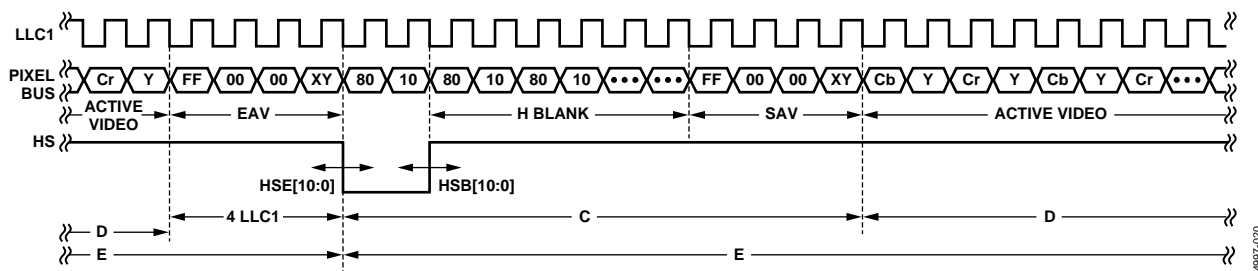 LLC1
PIXEL BUS Cr Y FF 00 00 XY 80 10 80 10 80 10 ••• ••• FF 00 00 XY Cb Y Cr Y Cb Y Cr •••
ACTIVE VIDEO EAV H BLANK SAV ACTIVE VIDEO
HS
HSE[10:0] HSB[10:0]
4 LLC1 C D
D
E E